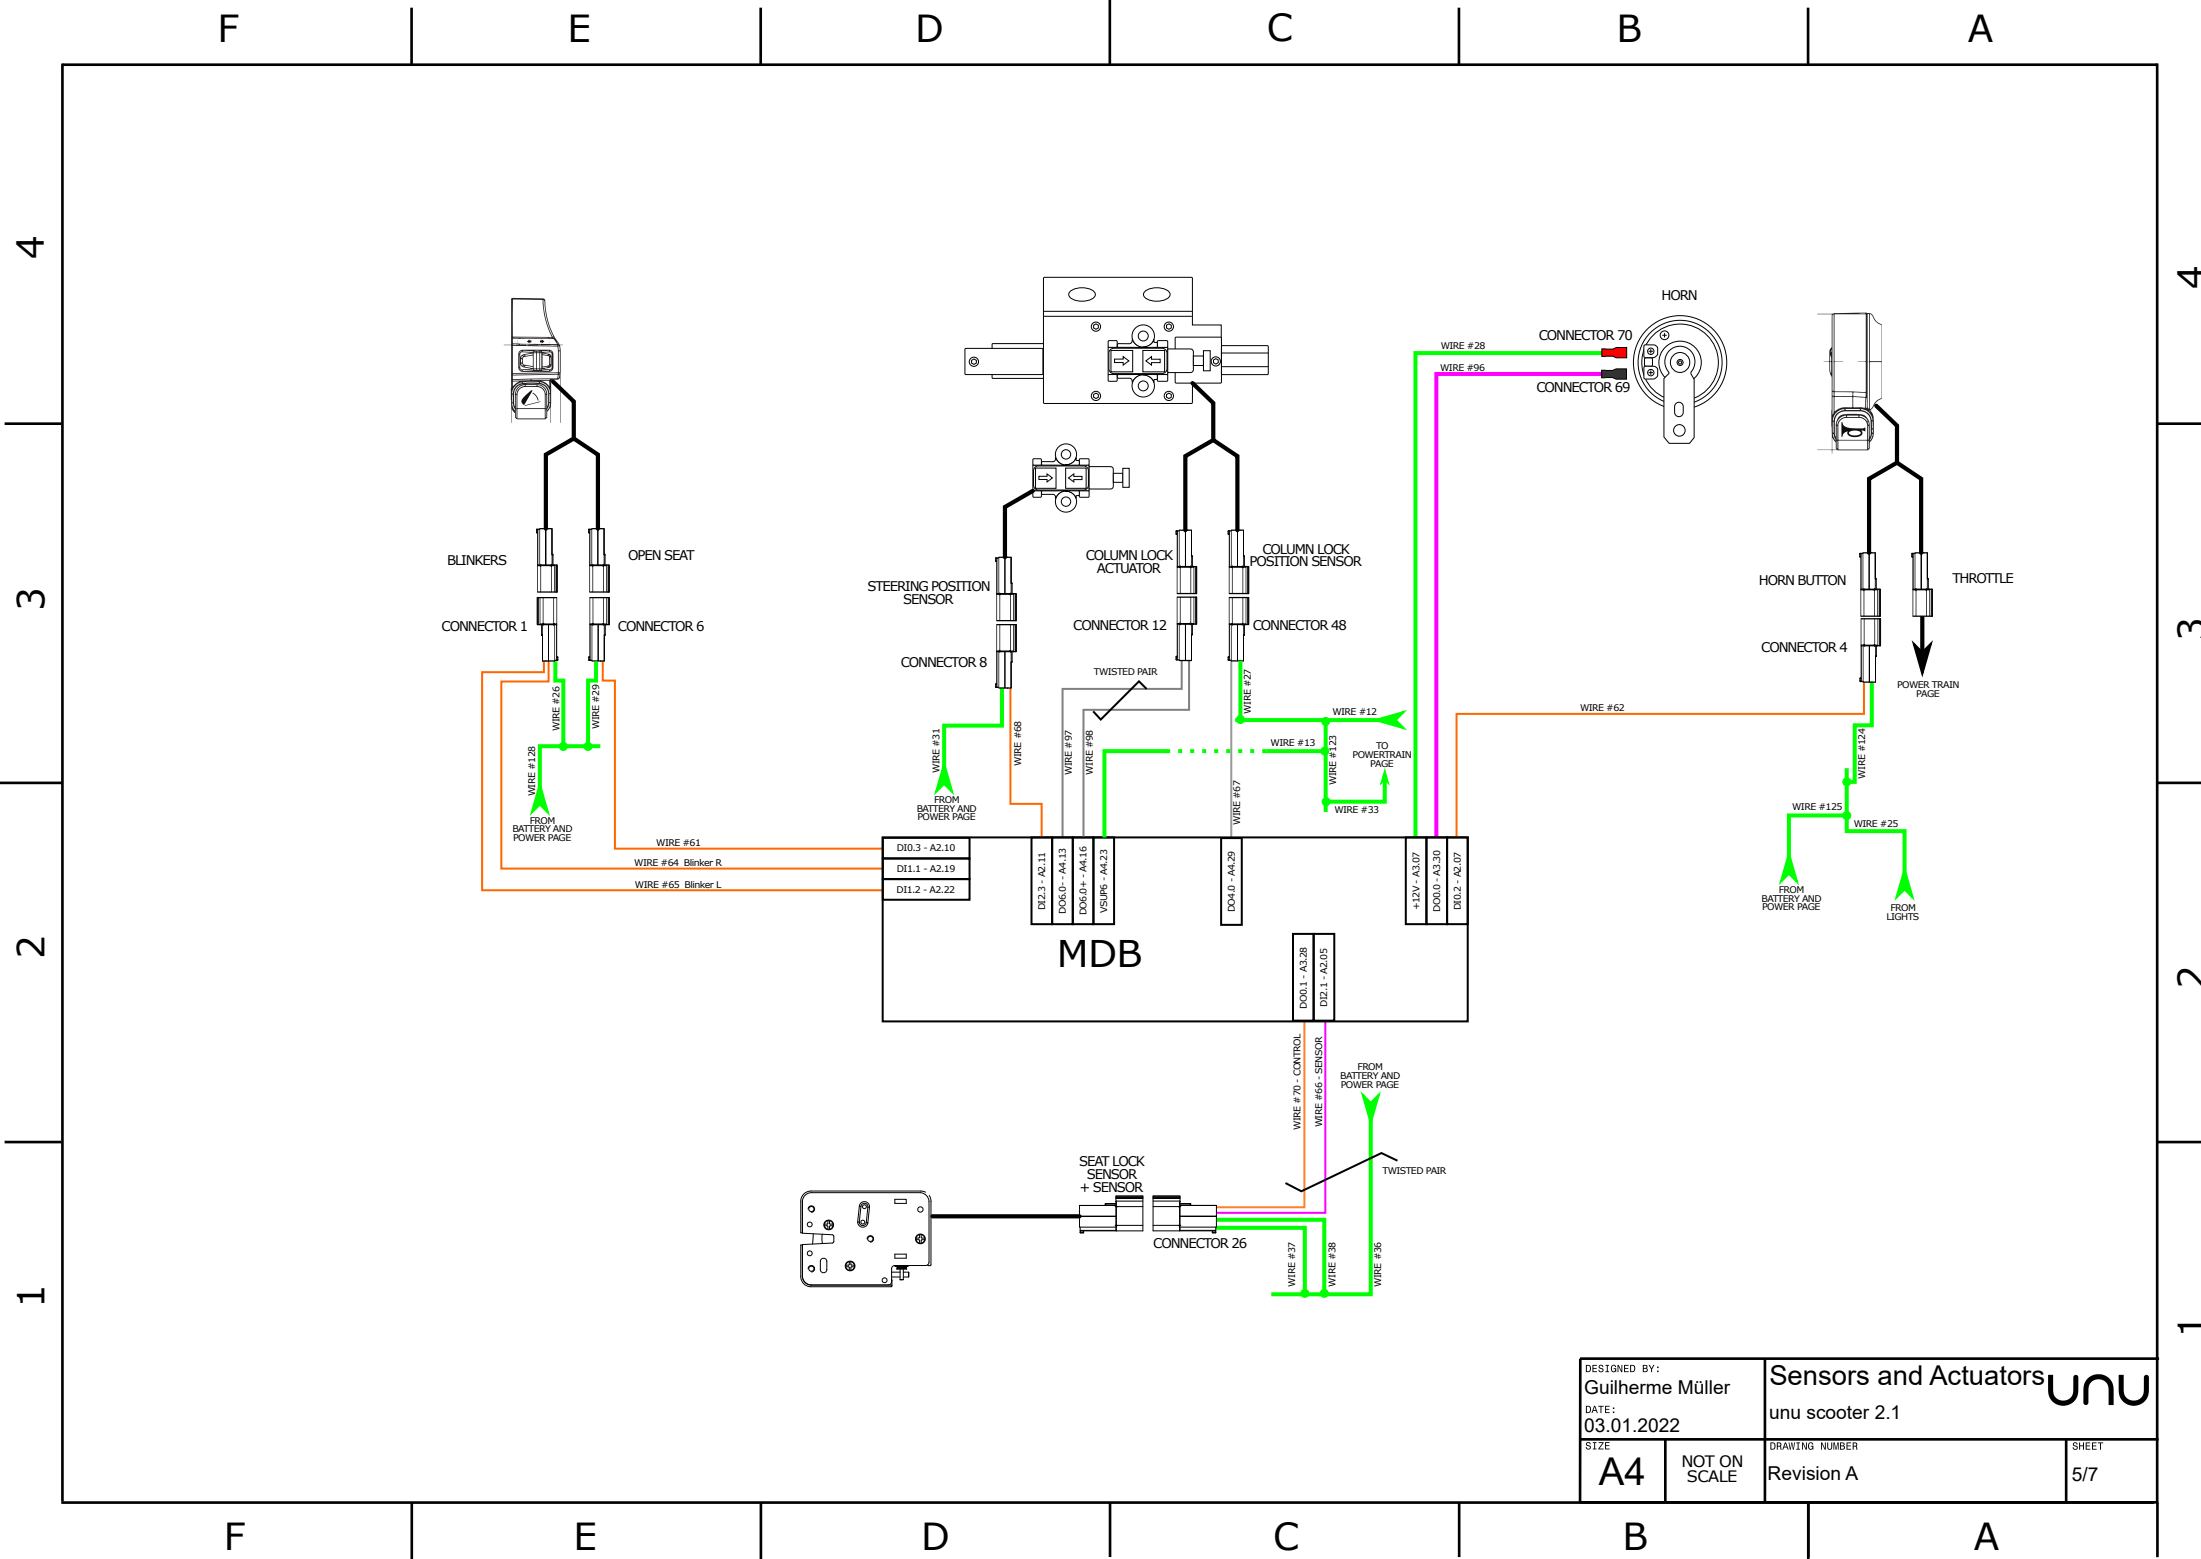 F
E
D
C
B
A
4
4
HORN
CONNECTOR 70
WIRE #28
WIRE #96
CONNECTOR 69
BLINKERS
OPEN SEAT
COLUMN LOCK
ACTUATOR
COLUMN LOCK
POSITION SENSOR
STEERING POSITION
SENSOR
HORN BUTTON
THROTTLE
3
3
CONNECTOR 1
CONNECTOR 6
CONNECTOR 12
CONNECTOR 48
CONNECTOR 8
CONNECTOR 4
TWISTED PAIR
POWER TRAIN
PAGE
WIRE #26
WIRE #29
WIRE #27
WIRE #12
WIRE #62
WIRE #128
WIRE #31
WIRE #68
WIRE #97
WIRE #98
WIRE #13
WIRE #123
TO
POWERTRAIN
PAGE
WIRE #124
WIRE #67
WIRE #33
FROM
BATTERY AND
POWER PAGE
FROM
BATTERY AND
POWER PAGE
WIRE #125
WIRE #25
WIRE #61
WIRE #64 Blinker R
WIRE #65 Blinker L
DI0.3 - A2.10
DI1.1 - A2.19
DI1.2 - A2.22
DI2.3 - A2.11
DO6.0- - A4.13
DO6.0+ - A4.16
VSUP6 - A4.23
DO4.0 - A4.29
+12V - A3.07
DO0.0 - A3.30
DI0.2 - A2.07
FROM
BATTERY AND
POWER PAGE
FROM
LIGHTS
2
2
MDB
DO0.1 - A3.28
DI2.1 - A2.05
WIRE #70 - CONTROL
WIRE #66 - SENSOR
FROM
BATTERY AND
POWER PAGE
TWISTED PAIR
SEAT LOCK
SENSOR
+ SENSOR
CONNECTOR 26
WIRE #37
WIRE #38
WIRE #36
1
1
DESIGNED BY:
Guilherme Müller
DATE:
03.01.2022
Sensors and Actuators
unu
unu scooter 2.1
SIZE
A4
NOT ON
SCALE
DRAWING NUMBER
Revision A
SHEET
5/7
F
E
D
C
B
A